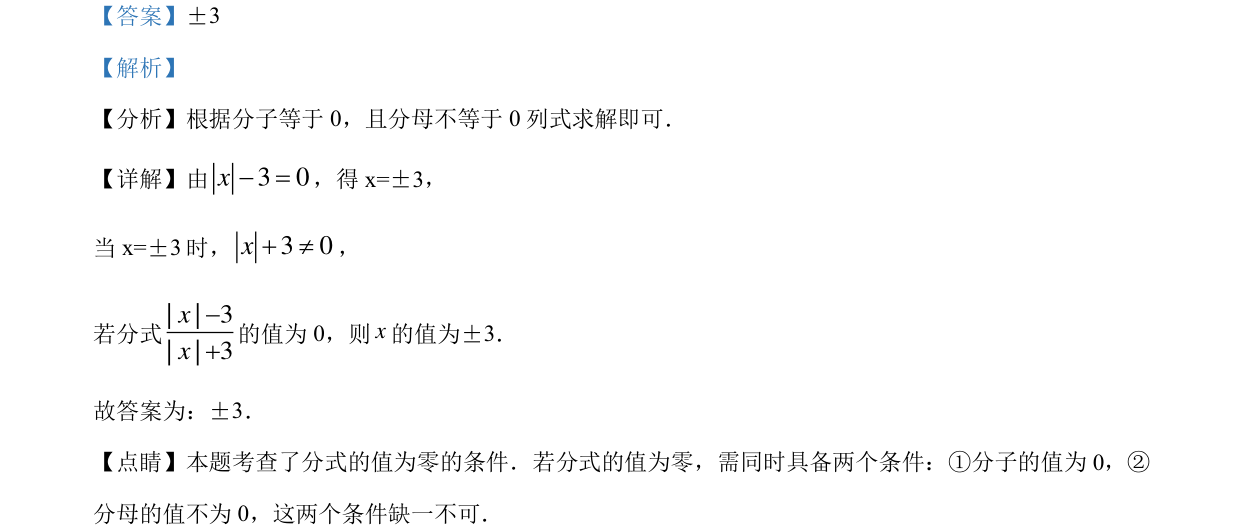 【答案】±3
【解析】
【分析】根据分子等于 0，且分母不等于 0 列式求解即可．
【详解】由|x|−3=0，得 x=±3，
当 x=±3 时，|x|+3≠0，
若分式 |x|−3 / |x|+3 的值为 0，则 x 的值为±3．
故答案为：±3．
【点睛】本题考查了分式的值为零的条件．若分式的值为零，需同时具备两个条件：①分子的值为 0，②
分母的值不为 0，这两个条件缺一不可．